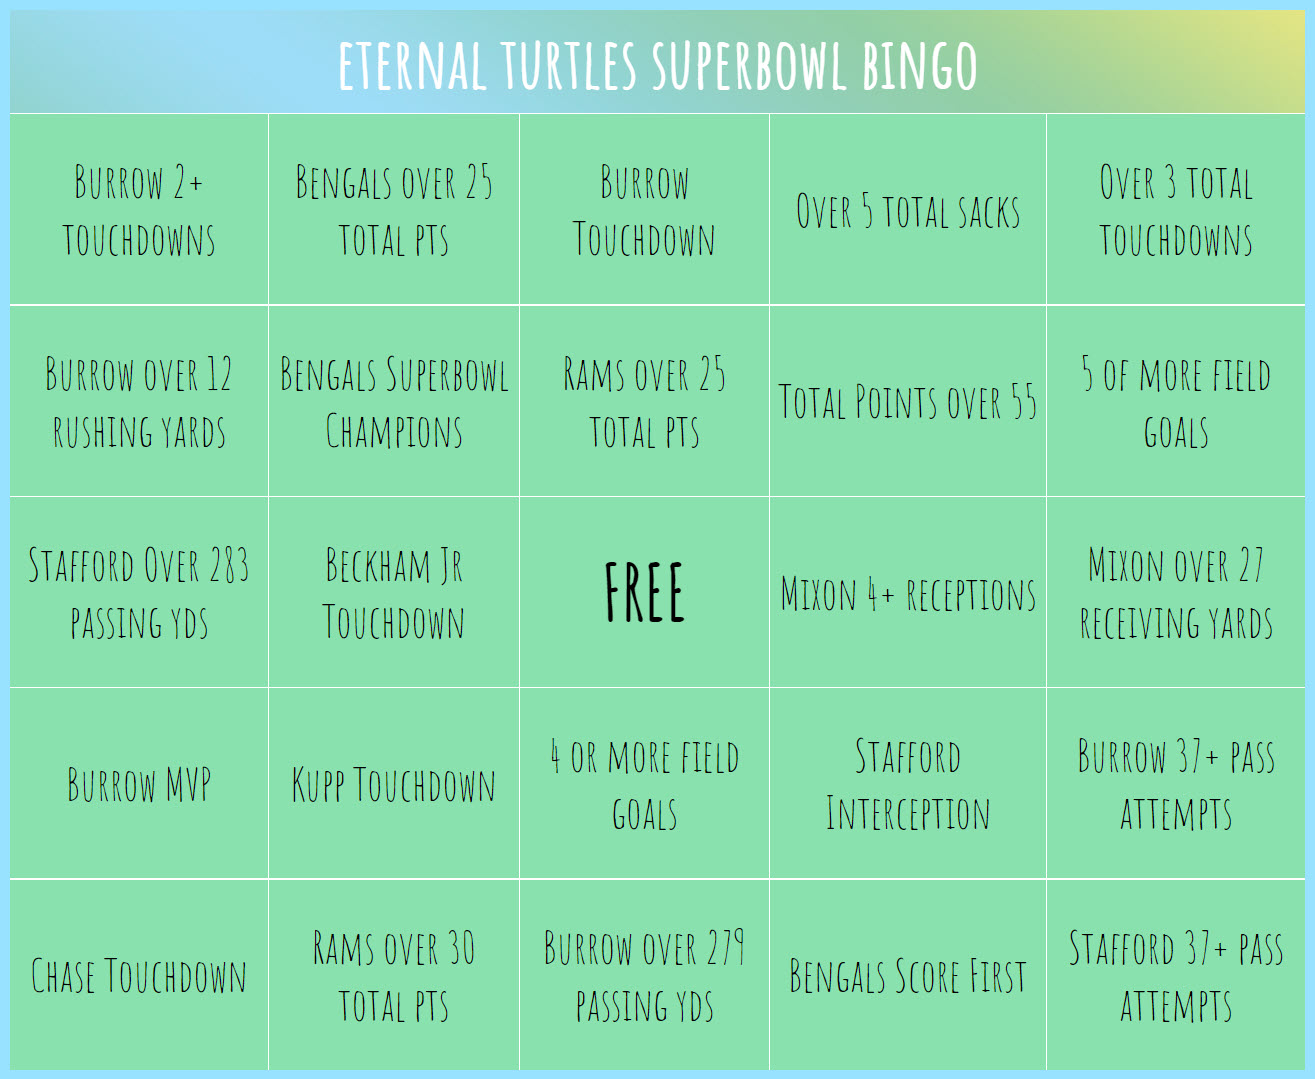 ETERNAL TURTLES SUPERBOWL BINGO
Burrow 2+
touchdowns
Bengals over 25
total pts
Burrow
Touchdown
Over 5 total sacks
Over 3 total
touchdowns
Burrow over 12
rushing yards
Bengals Superbowl
Champions
Rams over 25
total pts
Total Points over 55
5 of more field
goals
Stafford Over 283
passing yds
Beckham Jr
Touchdown
FREE
Mixon 4+ receptions
Mixon over 27
receiving yards
Burrow MVP
Kupp Touchdown
4 or more field
goals
Stafford
Interception
Burrow 37+ pass
attempts
Chase Touchdown
Rams over 30
total pts
Burrow over 279
passing yds
Bengals Score First
Stafford 37+ pass
attempts